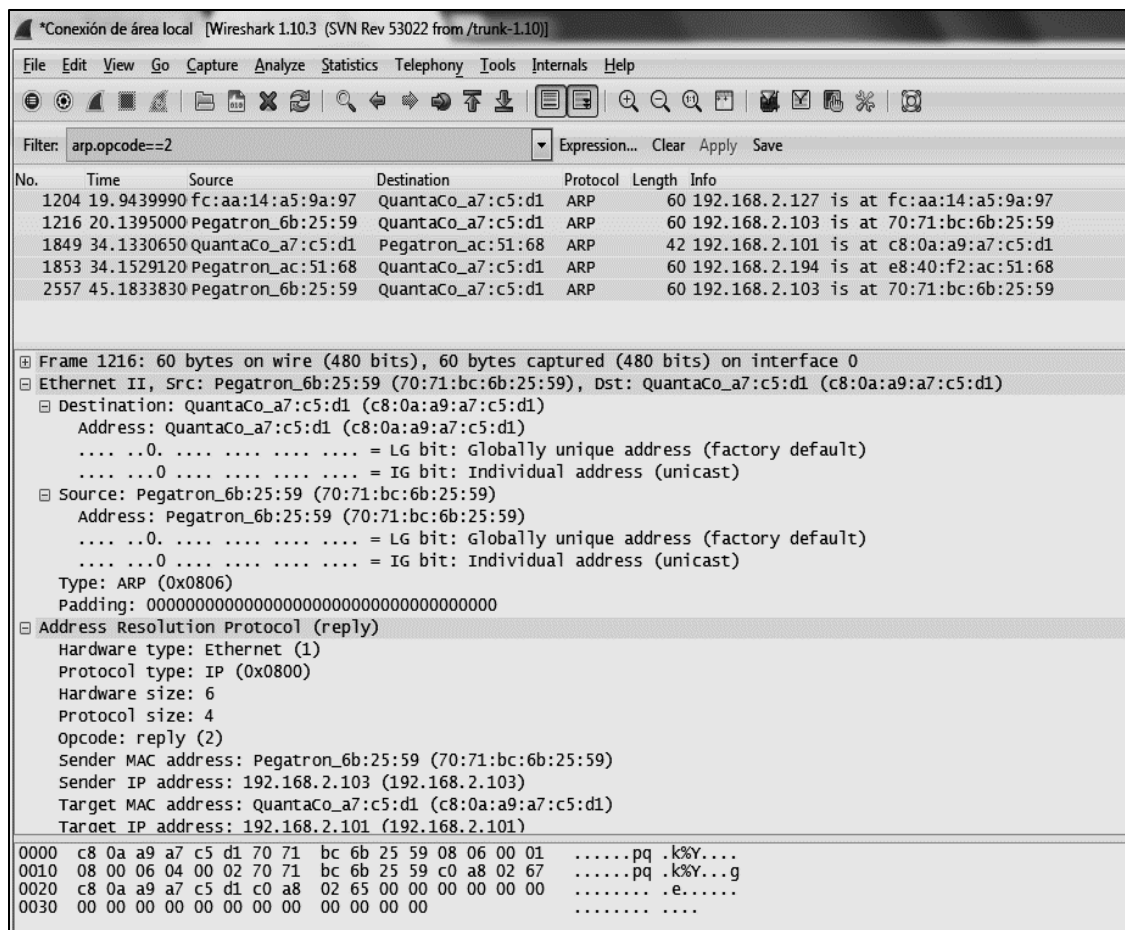 *Conexión de área local [Wireshark 1.10.3 (SVN Rev 53022 from /trunk-1.10)]
File Edit View Go Capture Analyze Statistics Telephony Tools Internals Help
Filter: arp.opcode==2 Expression... Clear Apply Save
No. Time Source Destination Protocol Length Info
1204 19.9439990 fc:aa:14:a5:9a:97 QuantaCo_a7:c5:d1 ARP 60 192.168.2.127 is at fc:aa:14:a5:9a:97
1216 20.1395000 Pegatron_6b:25:59 QuantaCo_a7:c5:d1 ARP 60 192.168.2.103 is at 70:71:bc:6b:25:59
1849 34.1330650 QuantaCo_a7:c5:d1 Pegatron_ac:51:68 ARP 42 192.168.2.101 is at c8:0a:a9:a7:c5:d1
1853 34.1529120 Pegatron_ac:51:68 QuantaCo_a7:c5:d1 ARP 60 192.168.2.194 is at e8:40:f2:ac:51:68
2557 45.1833830 Pegatron_6b:25:59 QuantaCo_a7:c5:d1 ARP 60 192.168.2.103 is at 70:71:bc:6b:25:59
Frame 1216: 60 bytes on wire (480 bits), 60 bytes captured (480 bits) on interface 0
Ethernet II, Src: Pegatron_6b:25:59 (70:71:bc:6b:25:59), Dst: QuantaCo_a7:c5:d1 (c8:0a:a9:a7:c5:d1)
Destination: QuantaCo_a7:c5:d1 (c8:0a:a9:a7:c5:d1)
Address: QuantaCo_a7:c5:d1 (c8:0a:a9:a7:c5:d1)
.... ..0. .... .... .... .... = LG bit: Globally unique address (factory default)
.... ...0 .... .... .... .... = IG bit: Individual address (unicast)
Source: Pegatron_6b:25:59 (70:71:bc:6b:25:59)
Address: Pegatron_6b:25:59 (70:71:bc:6b:25:59)
.... ..0. .... .... .... .... = LG bit: Globally unique address (factory default)
.... ...0 .... .... .... .... = IG bit: Individual address (unicast)
Type: ARP (0x0806)
Padding: 000000000000000000000000000000000000
Address Resolution Protocol (reply)
Hardware type: Ethernet (1)
Protocol type: IP (0x0800)
Hardware size: 6
Protocol size: 4
Opcode: reply (2)
Sender MAC address: Pegatron_6b:25:59 (70:71:bc:6b:25:59)
Sender IP address: 192.168.2.103 (192.168.2.103)
Target MAC address: QuantaCo_a7:c5:d1 (c8:0a:a9:a7:c5:d1)
Target IP address: 192.168.2.101 (192.168.2.101)
0000 c8 0a a9 a7 c5 d1 70 71 bc 6b 25 59 08 06 00 01 ......pq .k%Y....
0010 08 00 06 04 00 02 70 71 bc 6b 25 59 c0 a8 02 67 ......pq .k%Y...g
0020 c8 0a a9 a7 c5 d1 c0 a8 02 65 00 00 00 00 00 00 ........ .e......
0030 00 00 00 00 00 00 00 00 00 00 00 00 ........ ....